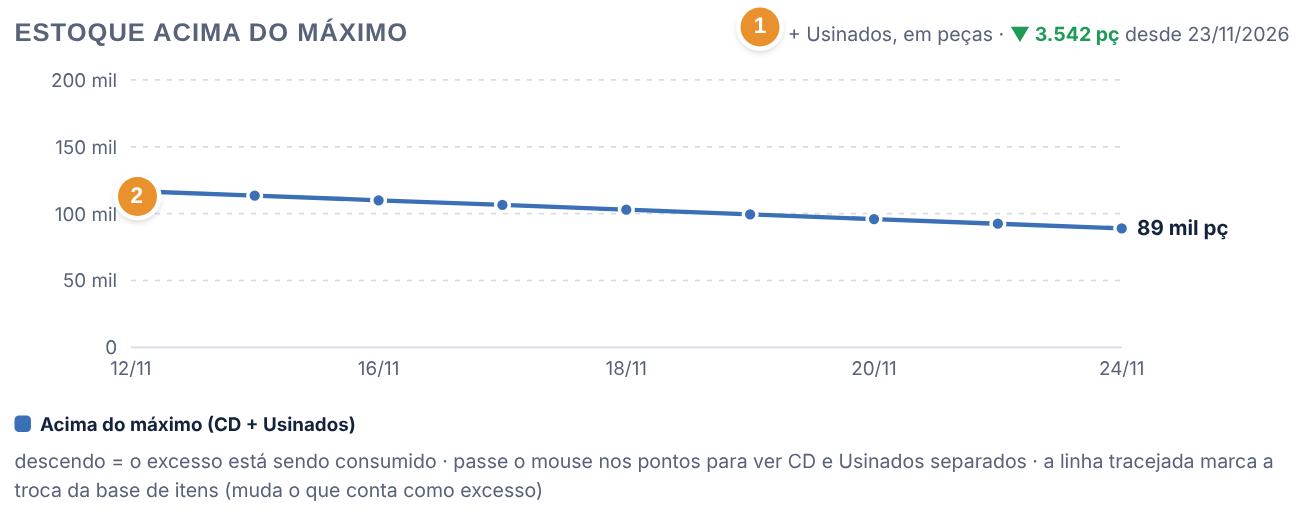 ESTOQUE ACIMA DO MÁXIMO
1 + Usinados, em peças · ▼ 3.542 pç desde 23/11/2026
200 mil
150 mil
2
100 mil
89 mil pç
50 mil
0
12/11 16/11 18/11 20/11 24/11
Acima do máximo (CD + Usinados)
descendo = o excesso está sendo consumido · passe o mouse nos pontos para ver CD e Usinados separados · a linha tracejada marca a
troca da base de itens (muda o que conta como excesso)